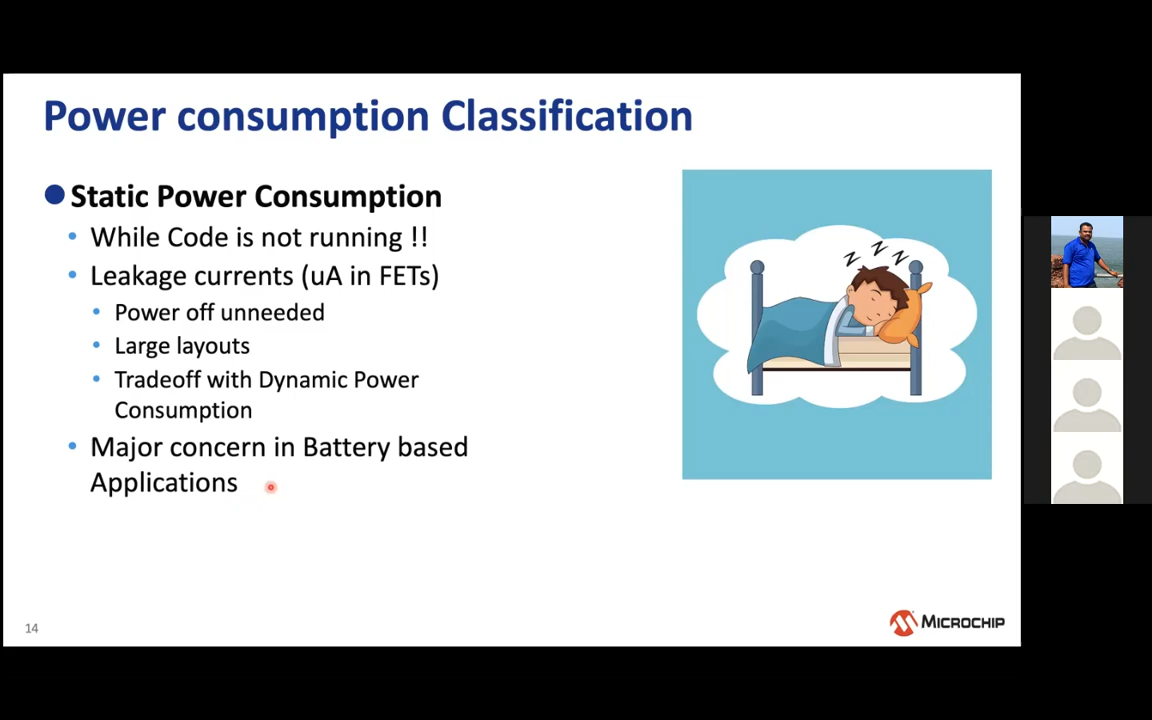 Power consumption Classification
Static Power Consumption
While Code is not running !!
Leakage currents (uA in FETs)
Power off unneeded
Large layouts
Tradeoff with Dynamic Power
Consumption
Major concern in Battery based
Applications
Z Z Z
14
MICROCHIP